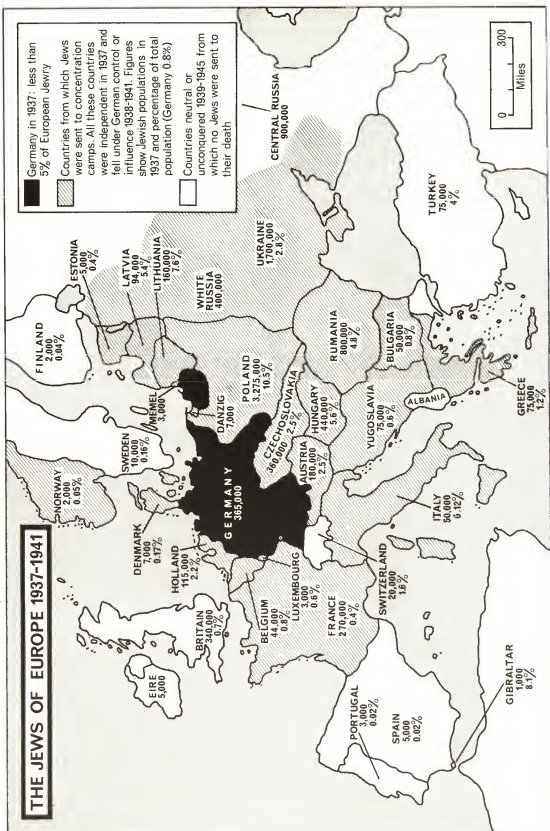 THE JEWS OF EUROPE 1937-1941
Germany in 1937: less than
5% of European Jewry
Countries from which Jews
were sent to concentration
camps. All these countries
were independent in 1937 and
fell under German control or
influence 1938-1941. Figures
show Jewish populations in
1937 and percentage of total
population (Germany 0.8%)
Countries neutral or
unconquered 1939-1945 from
which no Jews were sent to
their death
0
300
Miles
NORWAY
2,000
0.05%
SWEDEN
10,000
0.16%
FINLAND
2,000
0.04%
ESTONIA
5,000
0.4%
LATVIA
94,000
5.4%
LITHUANIA
160,000
7.6%
MEMEL
3,000
DANZIG
7,000
WHITE
RUSSIA
400,000
CENTRAL RUSSIA
900,000
UKRAINE
1,700,000
2.8%
EIRE
5,000
BRITAIN
340,000
0.7%
DENMARK
7,000
0.17%
HOLLAND
115,000
2.2%
GERMANY
365,000
POLAND
3,275,000
10.5%
CZECHOSLOVAKIA
360,000 2.5%
BELGIUM
44,000
0.8%
LUXEMBOURG
3,000
0.6%
FRANCE
270,000
0.4%
AUSTRIA
180,000
2.5%
HUNGARY
440,000
5.6%
RUMANIA
800,000
4.8%
SWITZERLAND
20,000
1.6%
YUGOSLAVIA
75,000
0.6%
BULGARIA
50,000
0.8%
ALBANIA
TURKEY
75,000
4%
PORTUGAL
3,000
0.02%
SPAIN
5,000
0.02%
GIBRALTAR
1,000
8.1%
ITALY
50,000
0.12%
GREECE
75,000
1.2%